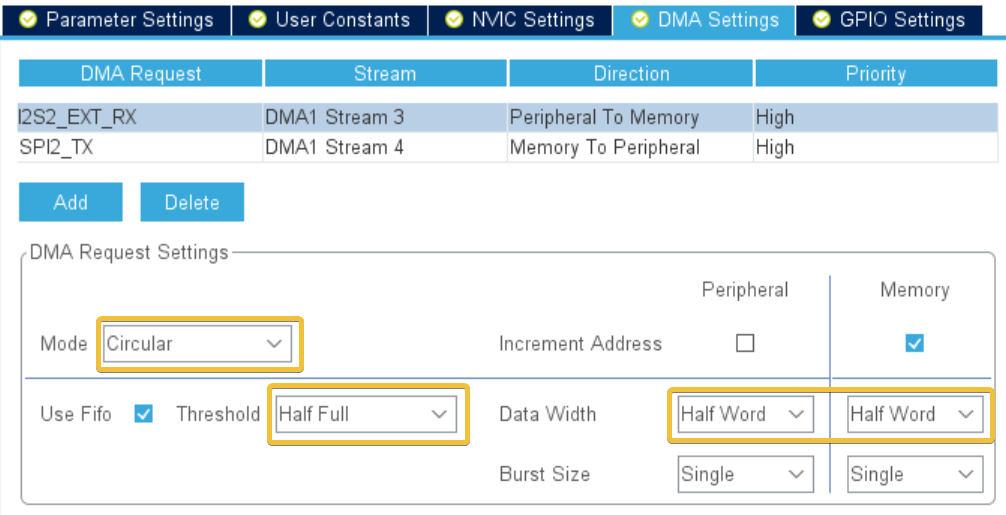 Parameter Settings User Constants NVIC Settings DMA Settings GPIO Settings
DMA Request Stream Direction Priority
I2S2_EXT_RX DMA1 Stream 3 Peripheral To Memory High
SPI2_TX DMA1 Stream 4 Memory To Peripheral High
Add Delete
DMA Request Settings
Peripheral Memory
Mode Circular Increment Address
Use Fifo Threshold Half Full Data Width Half Word Half Word
Burst Size Single Single